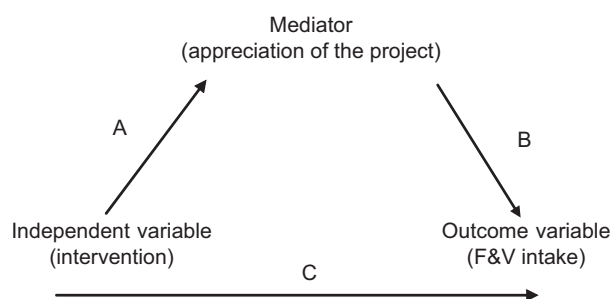 Mediator
(appreciation of the project)
A
B
Independent variable
(intervention)
Outcome variable
(F&V intake)
C